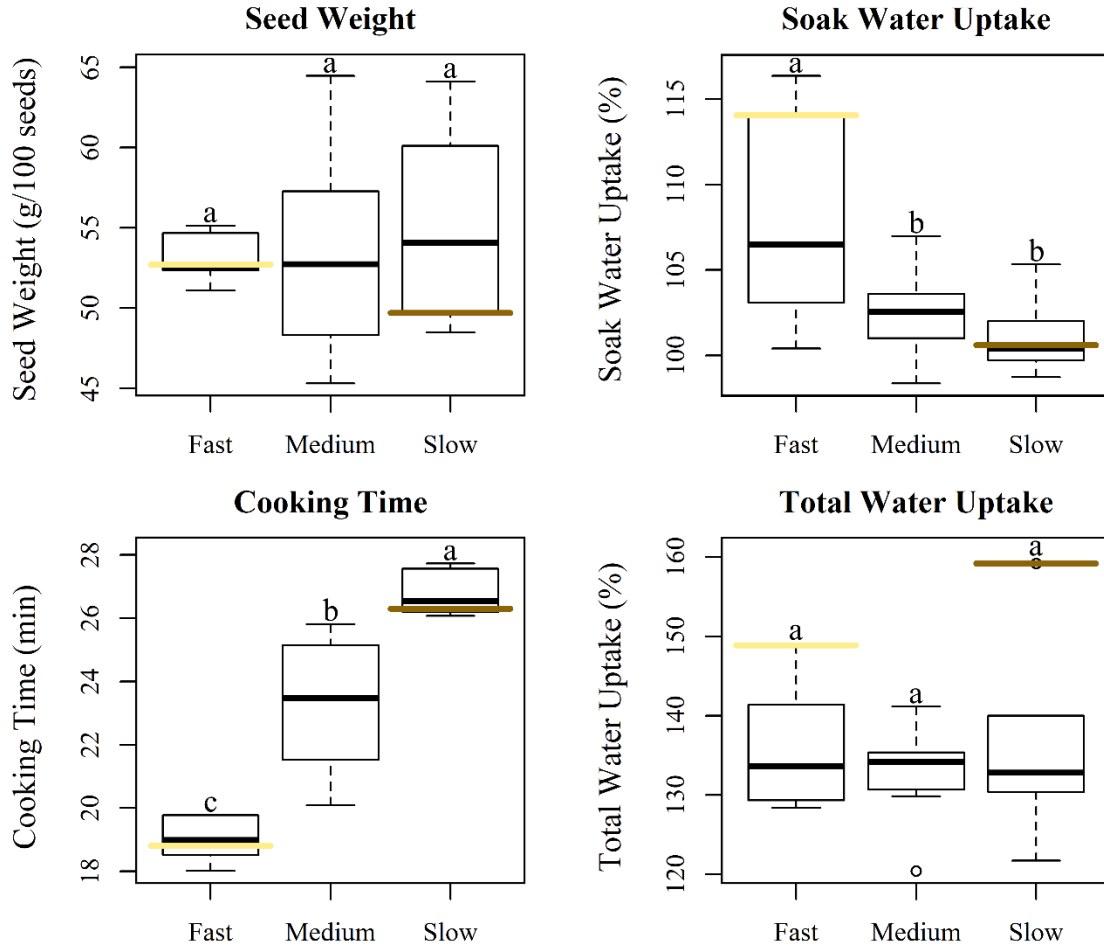 Seed Weight
Seed Weight (g/100 seeds)
65
60
55
50
45
a
a
a
Fast
Medium
Slow
Soak Water Uptake
Soak Water Uptake (%)
115
110
105
100
a
b
b
Cooking Time
Cooking Time (min)
28
26
24
22
20
18
c
b
a
Fast
Medium
Slow
Total Water Uptake
Total Water Uptake (%)
160
150
140
130
120
a
a
a
Fast
Medium
Slow
Fast
Medium
Slow